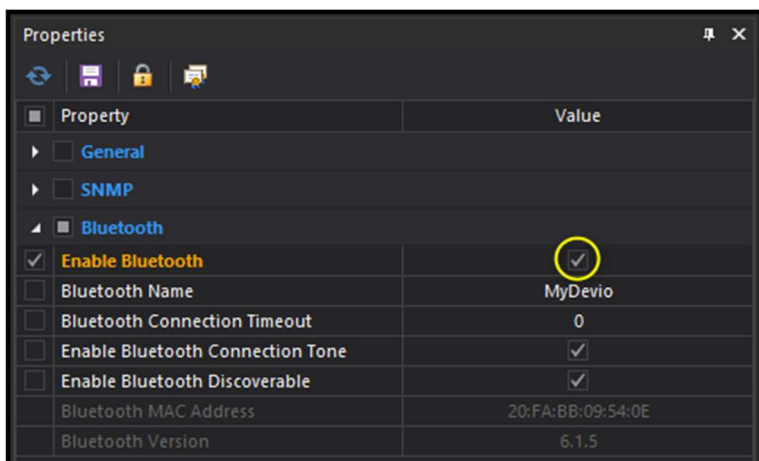 Properties
Property Value
General
SNMP
Bluetooth
Enable Bluetooth
Bluetooth Name MyDevio
Bluetooth Connection Timeout 0
Enable Bluetooth Connection Tone
Enable Bluetooth Discoverable
Bluetooth MAC Address 20:FA:BB:09:54:0E
Bluetooth Version 6.1.5